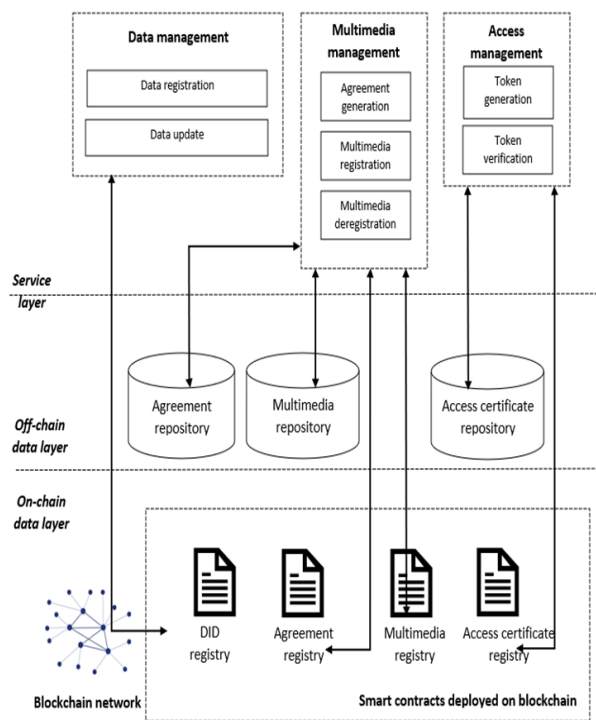 Data management
Data registration
Data update
Multimedia
management
Agreement
generation
Multimedia
registration
Multimedia
deregistration
Access
management
Token
generation
Token
verification
Service
layer
Agreement
repository
Multimedia
repository
Access certificate
repository
Off-chain
data layer
On-chain
data layer
DID
registry
Agreement
registry
Multimedia
registry
Access certificate
registry
Blockchain network
Smart contracts deployed on blockchain